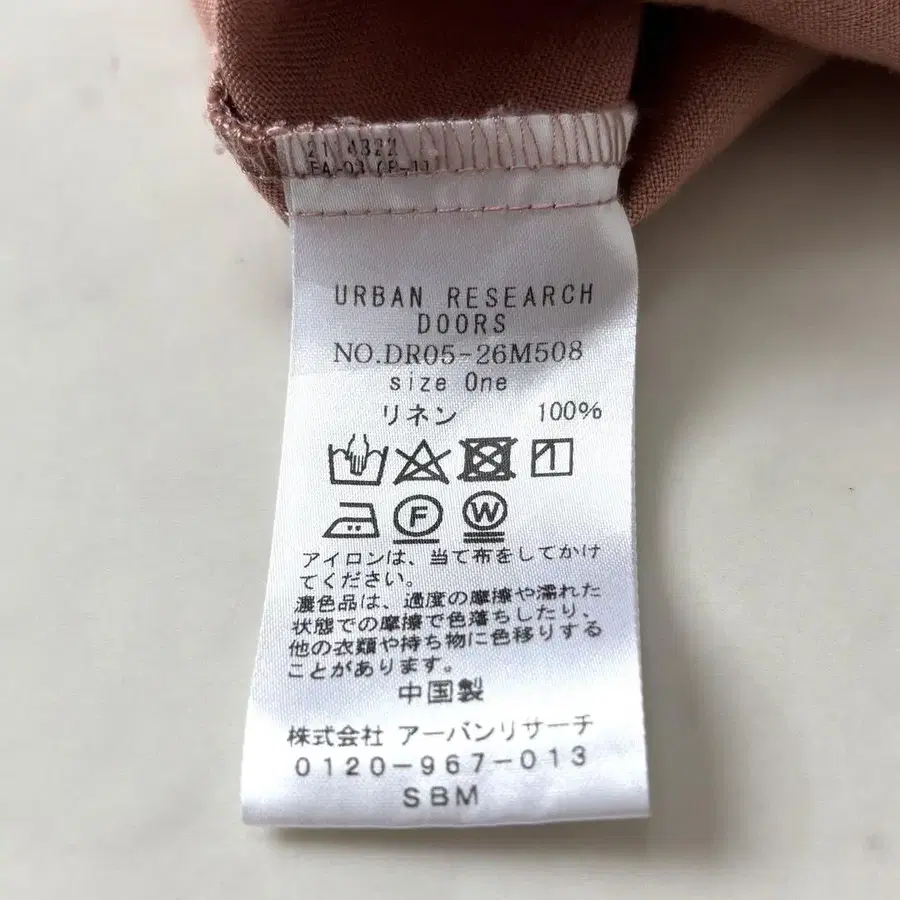 URBAN RESEARCH
DOORS
NO.DR05-26M508
size One
リネン 100%
F W
アイロンは、当て布をしてかけ
てください。
濃色品は、過度の摩擦や濡れた
状態での摩擦で色落ちしたり、
他の衣類や持ち物に色移りする
ことがあります。
中国製
株式会社 アーバンリサーチ
0120-967-013
SBM